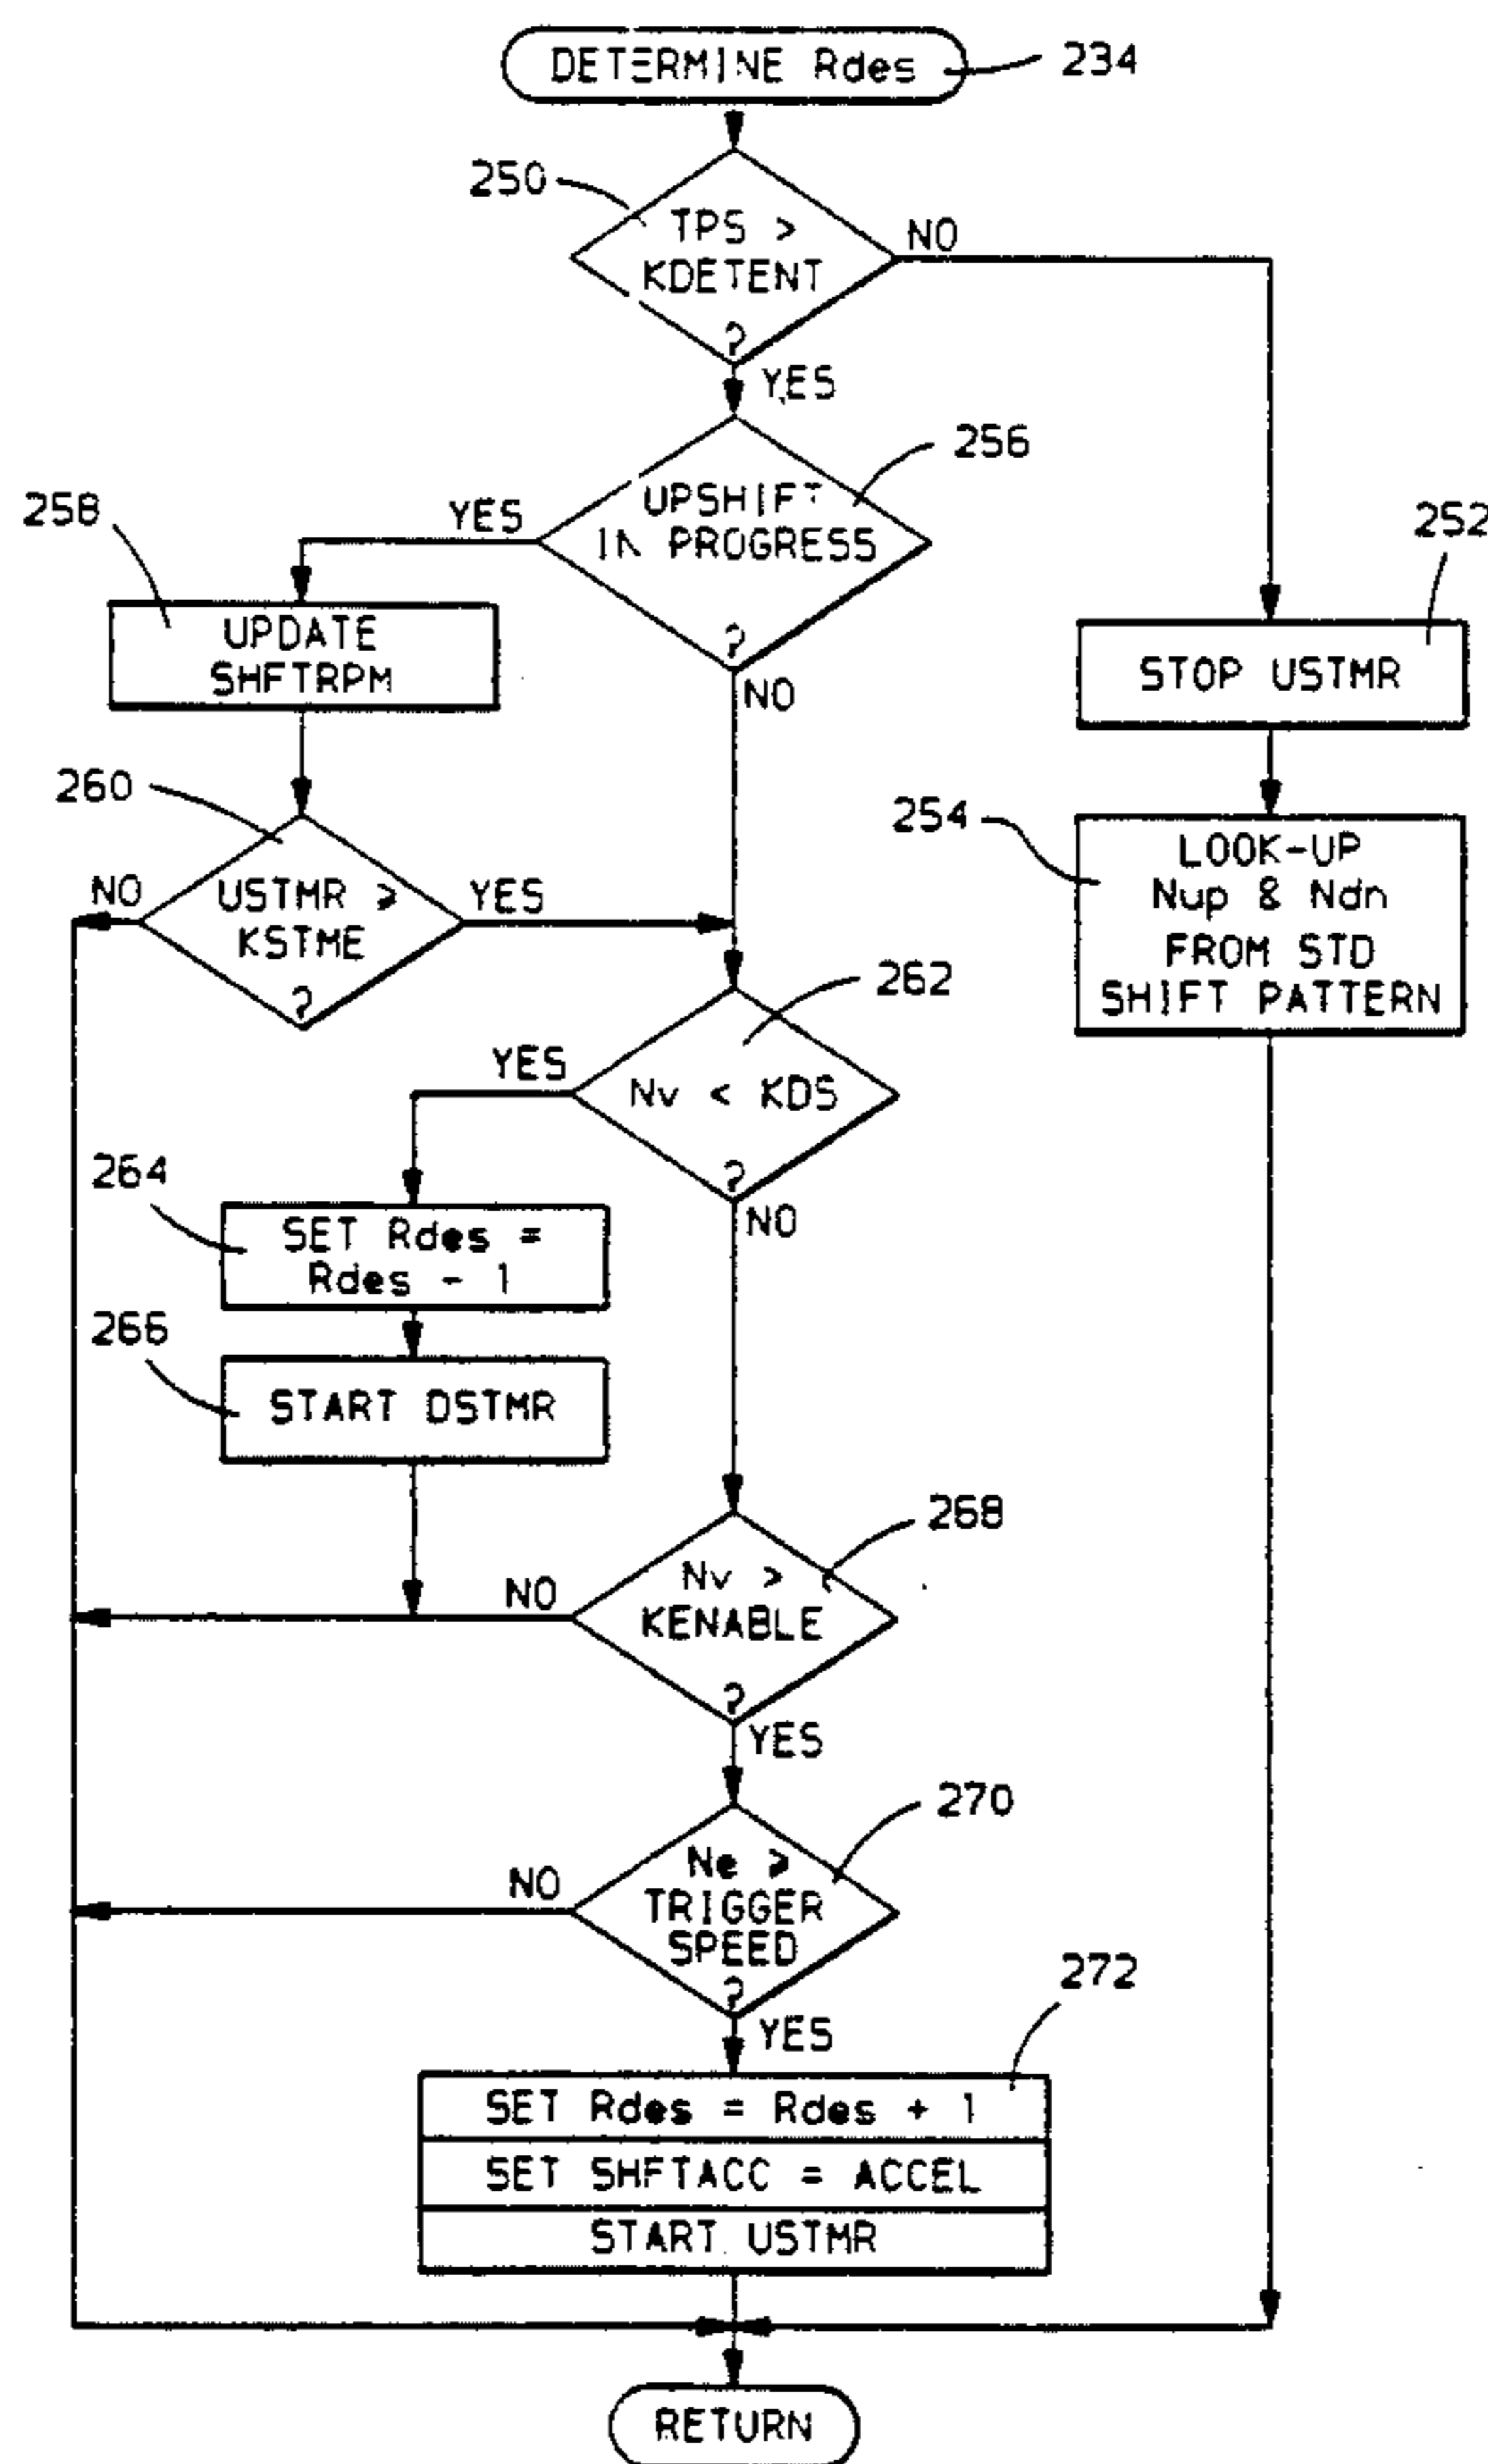 DETERMINE Rdes
234
250
TPS >
KDETENT
?
NO
YES
256
UPSHIFT
IN PROGRESS
?
YES
NO
258
UPDATE
SHFTRPM
252
STOP USTMR
260
USTMR ⩾
KSTME
?
NO
YES
254
LOOK-UP
Nup & Ndn
FROM STD
SHIFT PATTERN
262
Nv < KDS
?
YES
NO
264
SET Rdes =
Rdes - 1
266
START DSTMR
268
Nv >
KENABLE
?
NO
YES
270
Ne ⩾
TRIGGER
SPEED
?
NO
YES
272
SET Rdes = Rdes + 1
SET SHFTACC = ACCEL
START USTMR
RETURN